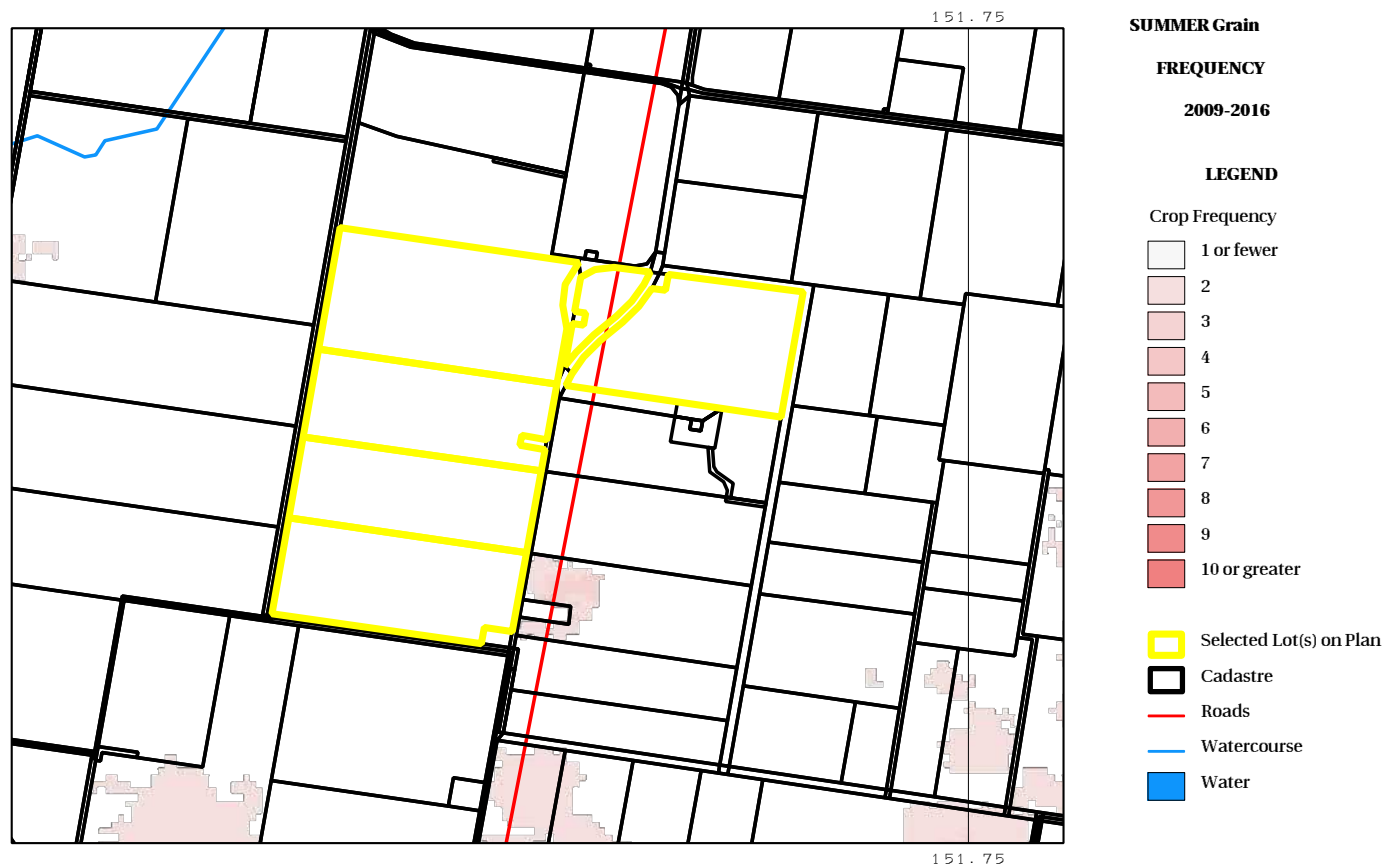 151.75
SUMMER Grain
FREQUENCY
2009-2016
LEGEND
Crop Frequency
1 or fewer
2
3
4
5
6
7
8
9
10 or greater
Selected Lot(s) on Plan
Cadastre
Roads
Watercourse
Water
151.75